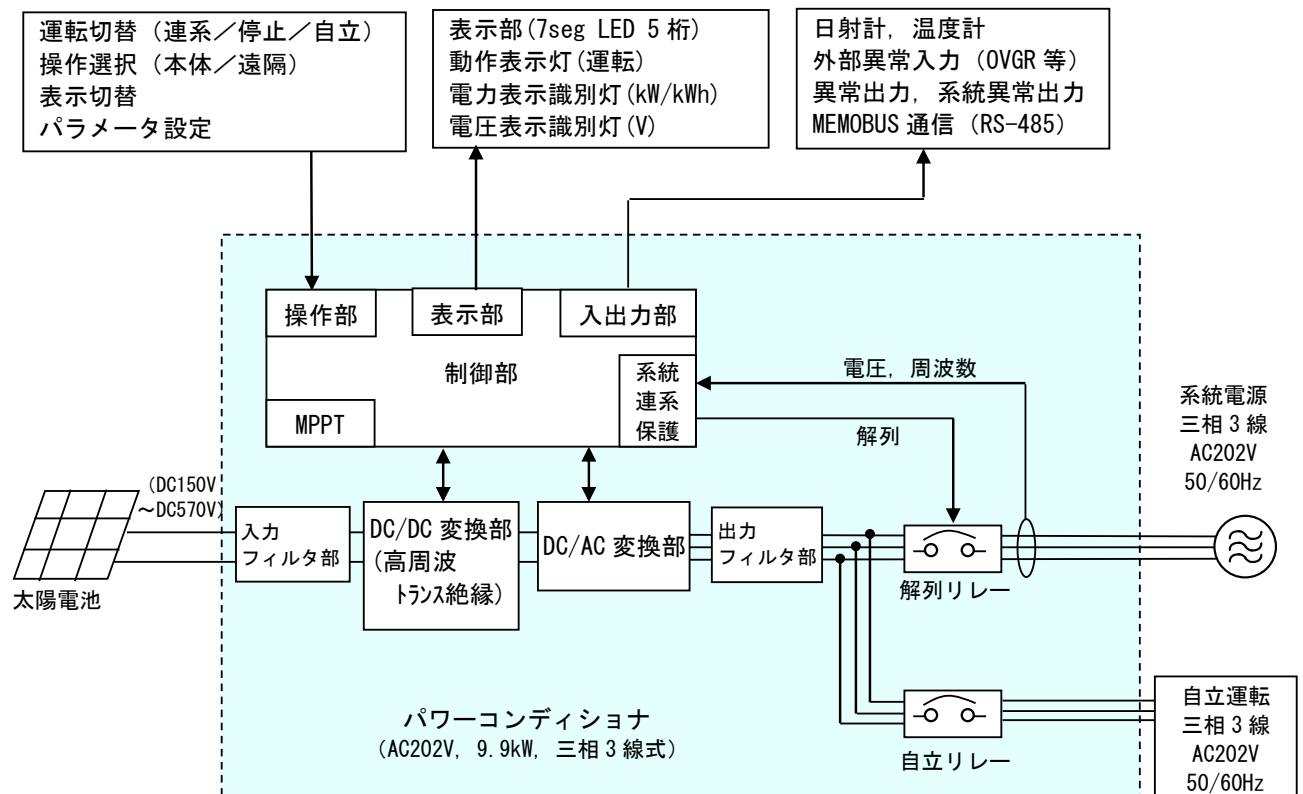 運転切替（連系／停止／自立）
操作選択（本体／遠隔）
表示切替
パラメータ設定
表示部(7seg LED 5 桁)
動作表示灯(運転)
電力表示識別灯(kW/kWh)
電圧表示識別灯(V)
日射計，温度計
外部異常入力（OVGR 等）
異常出力，系統異常出力
MEMOBUS 通信（RS-485）
操作部
表示部
入出力部
制御部
系統
連系
保護
MPPT
電圧，周波数
解列
系統電源
三相 3 線
AC202V
50/60Hz
（DC150V
～DC570V）
太陽電池
入力
フィルタ部
DC/DC 変換部
(高周波
トランス絶縁)
DC/AC 変換部
出力
フィルタ部
解列リレー
自立リレー
自立運転
三相 3 線
AC202V
50/60Hz
パワーコンディショナ
（AC202V，9.9kW，三相 3 線式）